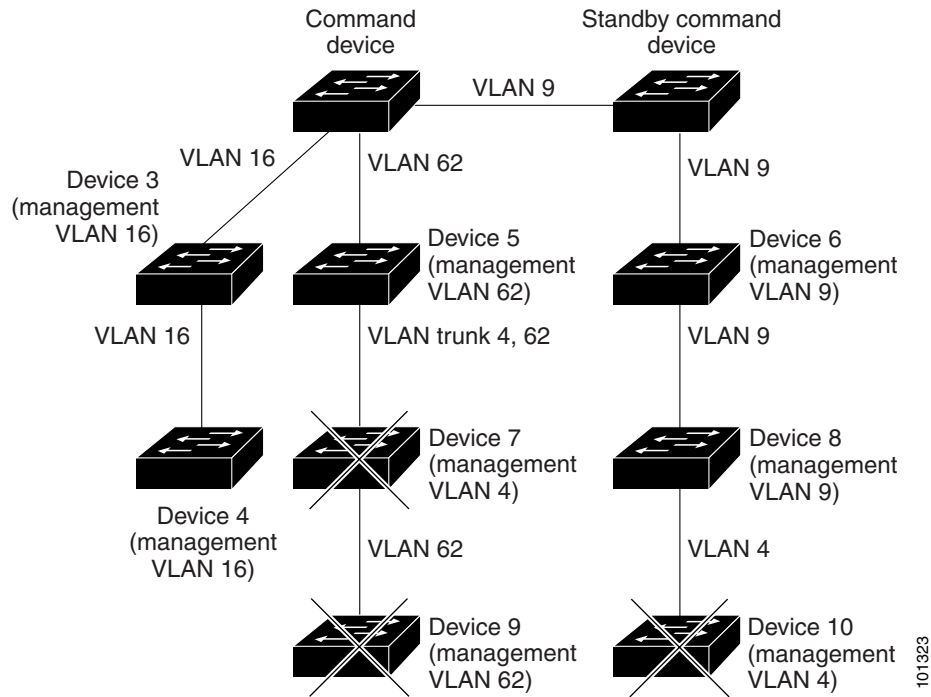 Command
device
Standby command
device
VLAN 9
VLAN 16
VLAN 62
VLAN 9
Device 3
(management
VLAN 16)
Device 5
(management
VLAN 62)
Device 6
(management
VLAN 9)
VLAN 16
VLAN trunk 4, 62
VLAN 9
Device 4
(management
VLAN 16)
Device 7
(management
VLAN 4)
Device 8
(management
VLAN 9)
VLAN 62
VLAN 4
Device 9
(management
VLAN 62)
Device 10
(management
VLAN 4)
101323